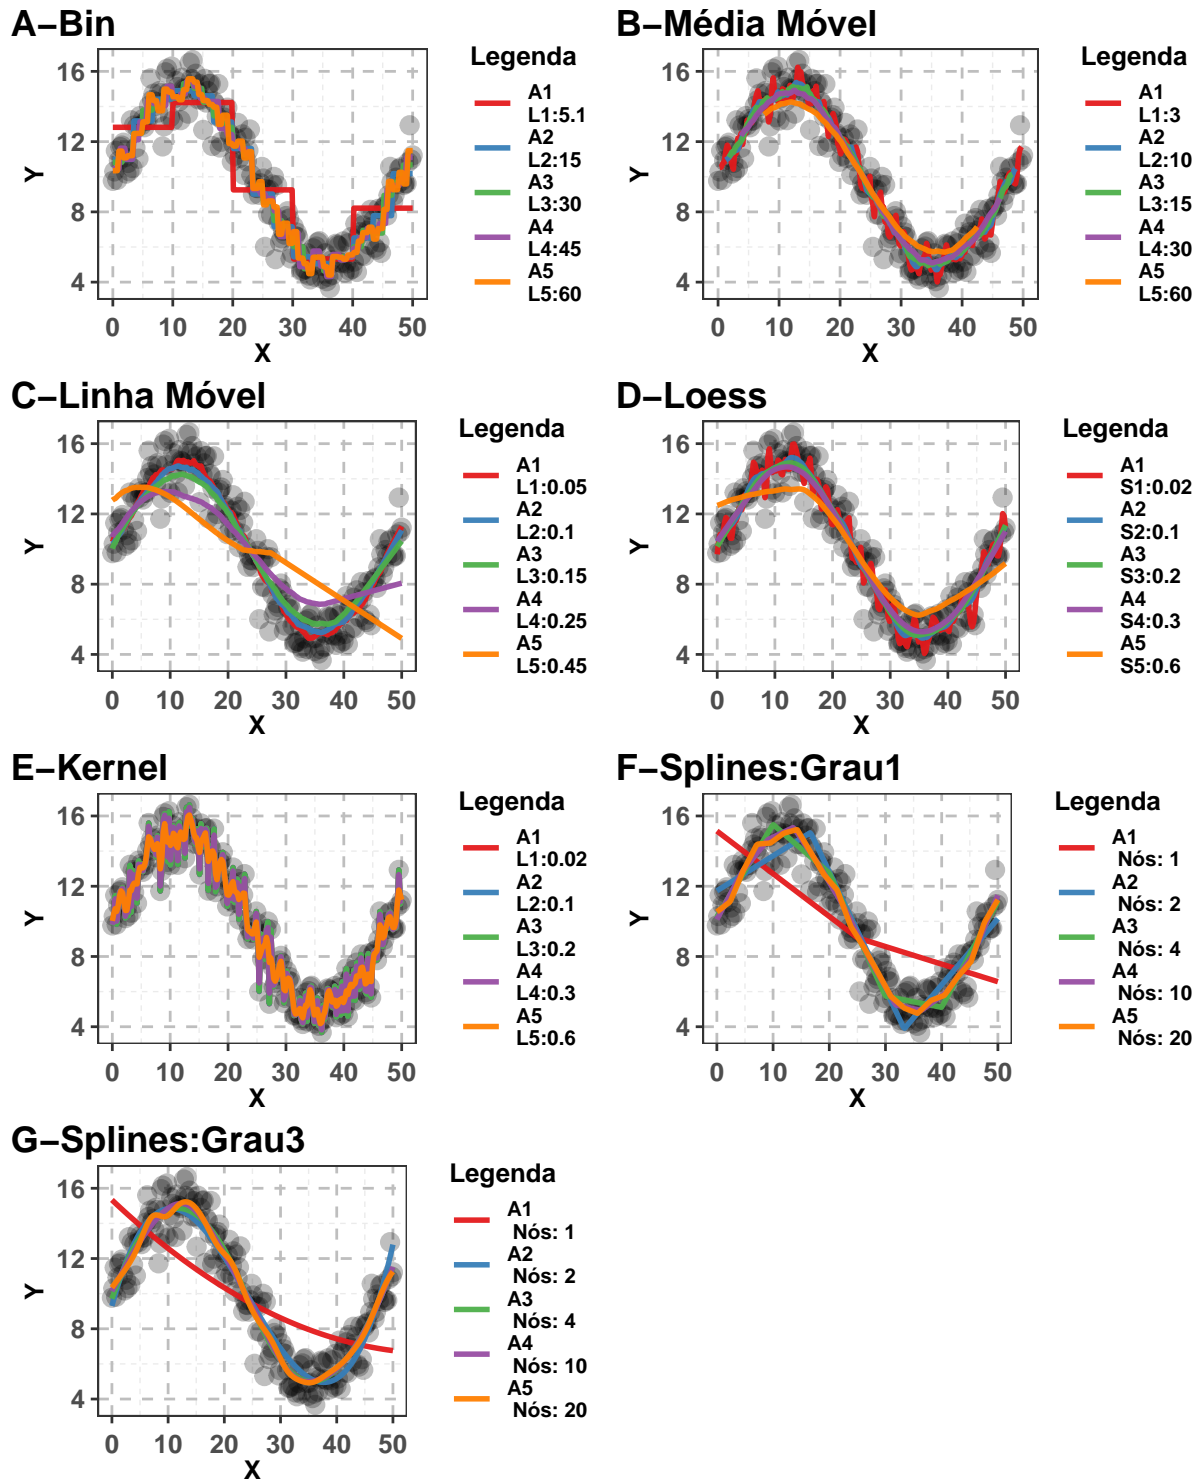 A–Bin
16
12
8
4
Y
0 10 20 30 40 50
X
Legenda
A1
L1:5.1
A2
L2:15
A3
L3:30
A4
L4:45
A5
L5:60
B–Média Móvel
16
12
8
4
Y
0 10 20 30 40 50
X
Legenda
A1
L1:3
A2
L2:10
A3
L3:15
A4
L4:30
A5
L5:60
C–Linha Móvel
16
12
8
4
Y
0 10 20 30 40 50
X
Legenda
A1
L1:0.05
A2
L2:0.1
A3
L3:0.15
A4
L4:0.25
A5
L5:0.45
D–Loess
16
12
8
4
Y
0 10 20 30 40 50
X
Legenda
A1
S1:0.02
A2
S2:0.1
A3
S3:0.2
A4
S4:0.3
A5
S5:0.6
E–Kernel
16
12
8
4
Y
0 10 20 30 40 50
X
Legenda
A1
L1:0.02
A2
L2:0.1
A3
L3:0.2
A4
L4:0.3
A5
L5:0.6
F–Splines:Grau1
16
12
8
4
Y
0 10 20 30 40 50
X
Legenda
A1
Nós: 1
A2
Nós: 2
A3
Nós: 4
A4
Nós: 10
A5
Nós: 20
G–Splines:Grau3
16
12
8
4
Y
0 10 20 30 40 50
X
Legenda
A1
Nós: 1
A2
Nós: 2
A3
Nós: 4
A4
Nós: 10
A5
Nós: 20